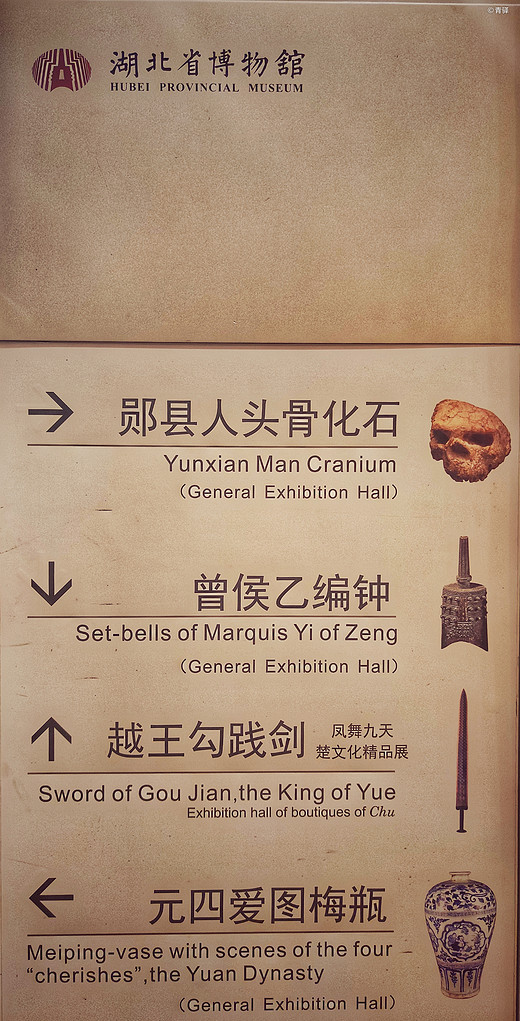 ©青驿
湖北省博物館
HUBEI PROVINCIAL MUSEUM
郧县人头骨化石
Yunxian Man Cranium
(General Exhibition Hall)
曾侯乙编钟
Set-bells of Marquis Yi of Zeng
(General Exhibition Hall)
越王勾践剑
凤舞九天
楚文化精品展
Sword of Gou Jian,the King of Yue
Exhibition hall of boutiques of Chu
元四爱图梅瓶
Meiping-vase with scenes of the four
“cherishes”,the Yuan Dynasty
(General Exhibition Hall)